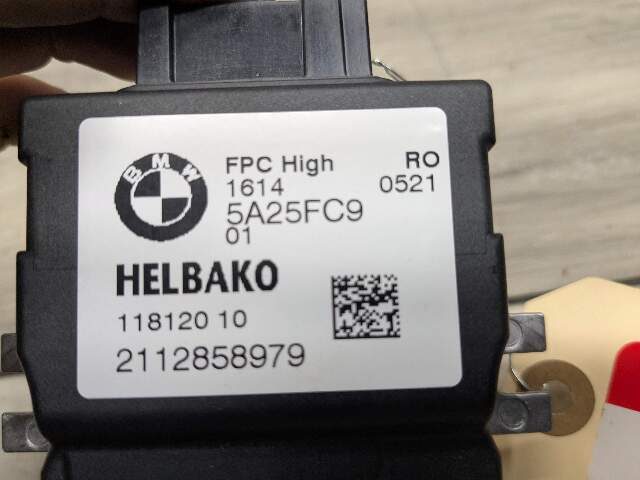 BMW
FPC High RO
1614 0521
5A25FC9
01
HELBAKO
118120 10
2112858979